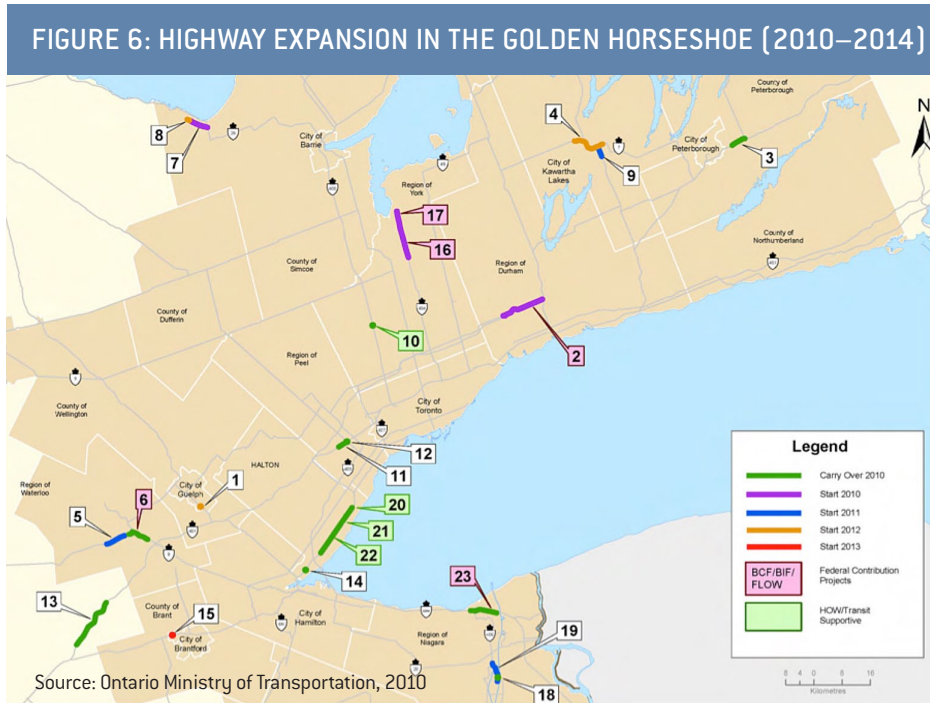 FIGURE 6: HIGHWAY EXPANSION IN THE GOLDEN HORSESHOE (2010–2014)
County of
Peterborough
N
8
7
City of
Barrie
4
City of
Peterborough
3
City of
Kawartha
Lakes
9
Region of
York
17
16
County of
Northumberland
Region of
Durham
County of
Simcoe
County of
Dufferin
10
2
Region of
Peel
County of
Wellington
City of
Toronto
12
11
HALTON
Region of
Waterloo
City of
Guelph
1
6
5
20
21
22
14
13
County of
Brant
15
City of
Brantford
City of
Hamilton
23
Region of
Niagara
19
18
Legend
Carry Over 2010
Start 2010
Start 2011
Start 2012
Start 2013
BCF/BIF/
FLOW
Federal Contribution
Projects
HOW/Transit
Supportive
8 4 0 8 16
Kilometres
Source: Ontario Ministry of Transportation, 2010